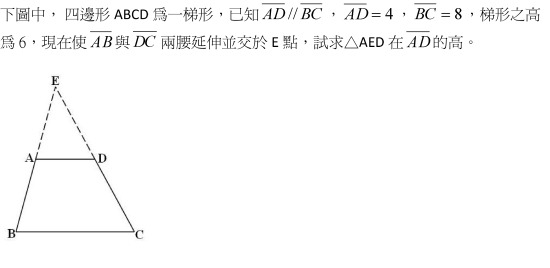 下圖中， 四邊形 ABCD 為一梯形，已知 \overline{AD} // \overline{BC} ， \overline{AD} = 4 ， \overline{BC} = 8 ，梯形之高
為 6，現在使 \overline{AB} 與 \overline{DC} 兩腰延伸並交於 E 點，試求△AED 在 \overline{AD} 的高。
E
A D
B C